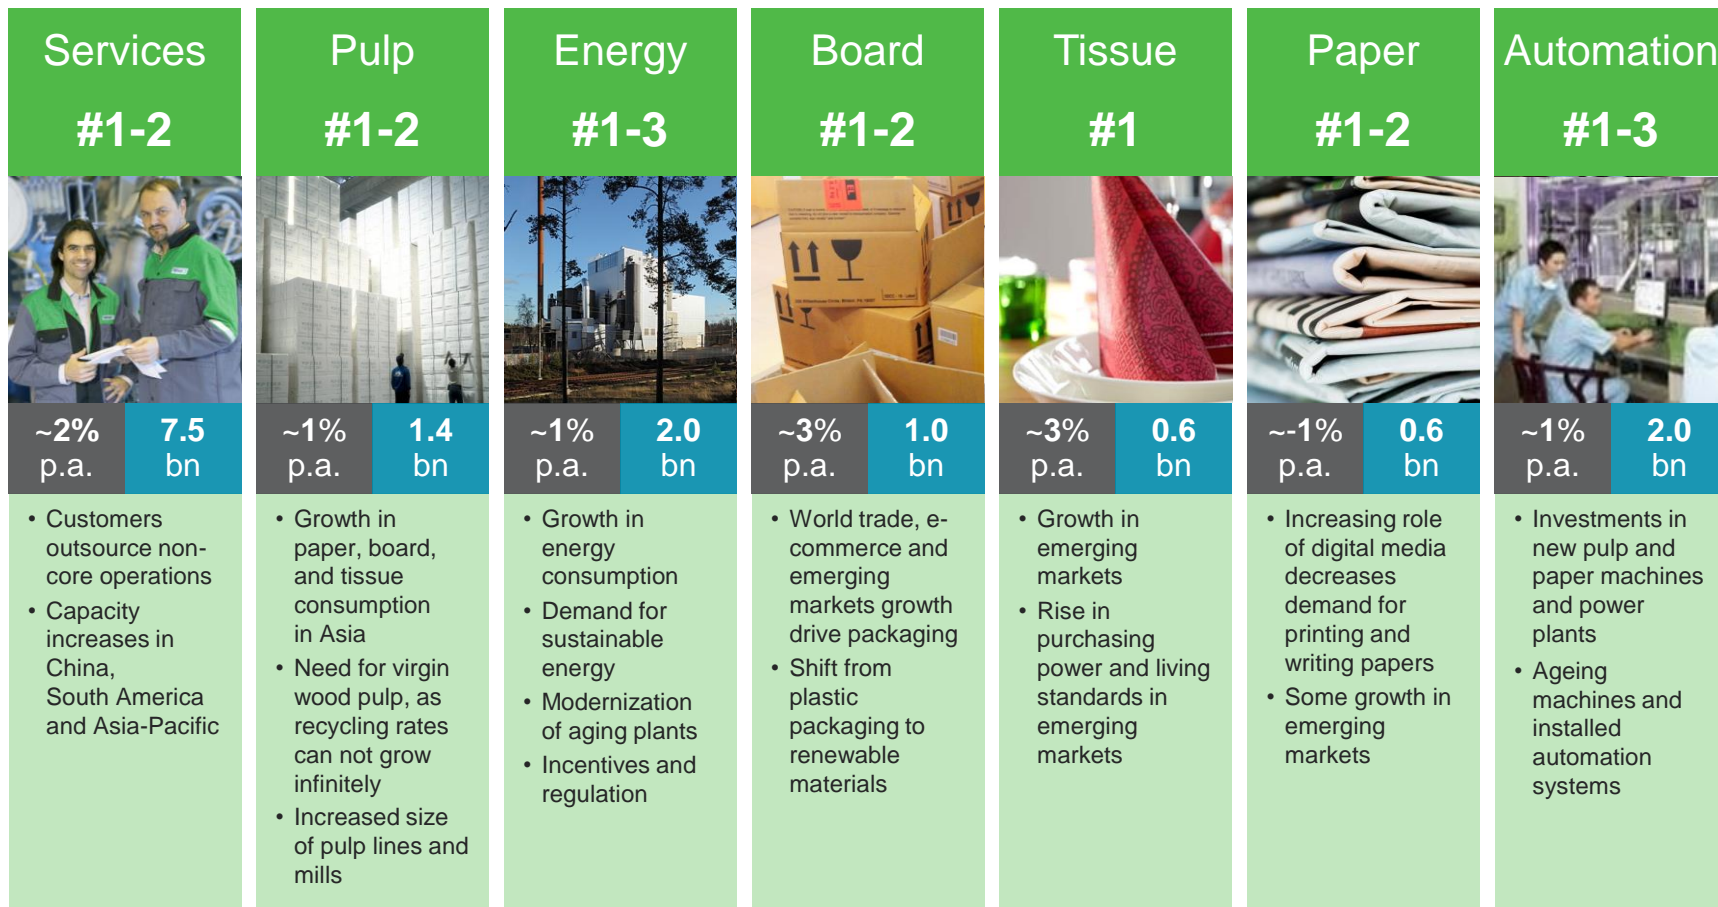 Services
#1-2
~2%
p.a.
7.5
bn
• Customers
outsource non-
core operations
• Capacity
increases in
China,
South America
and Asia-Pacific
Pulp
#1-2
~1%
p.a.
1.4
bn
• Growth in
paper, board,
and tissue
consumption
in Asia
• Need for virgin
wood pulp, as
recycling rates
can not grow
infinitely
• Increased size
of pulp lines and
mills
Energy
#1-3
~1%
p.a.
2.0
bn
• Growth in
energy
consumption
• Demand for
sustainable
energy
• Modernization
of aging plants
• Incentives and
regulation
Board
#1-2
~3%
p.a.
1.0
bn
• World trade, e-
commerce and
emerging
markets growth
drive packaging
• Shift from
plastic
packaging to
renewable
materials
Tissue
#1
~3%
p.a.
0.6
bn
• Growth in
emerging
markets
• Rise in
purchasing
power and living
standards in
emerging
markets
Paper
#1-2
~-1%
p.a.
0.6
bn
• Increasing role
of digital media
decreases
demand for
printing and
writing papers
• Some growth in
emerging
markets
Automation
#1-3
~1%
p.a.
2.0
bn
• Investments in
new pulp and
paper machines
and power
plants
• Ageing
machines and
installed
automation
systems